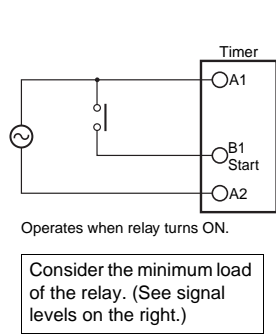 Timer
A1
B1
Start
A2
Operates when relay turns ON.
Consider the minimum load
of the relay. (See signal
levels on the right.)